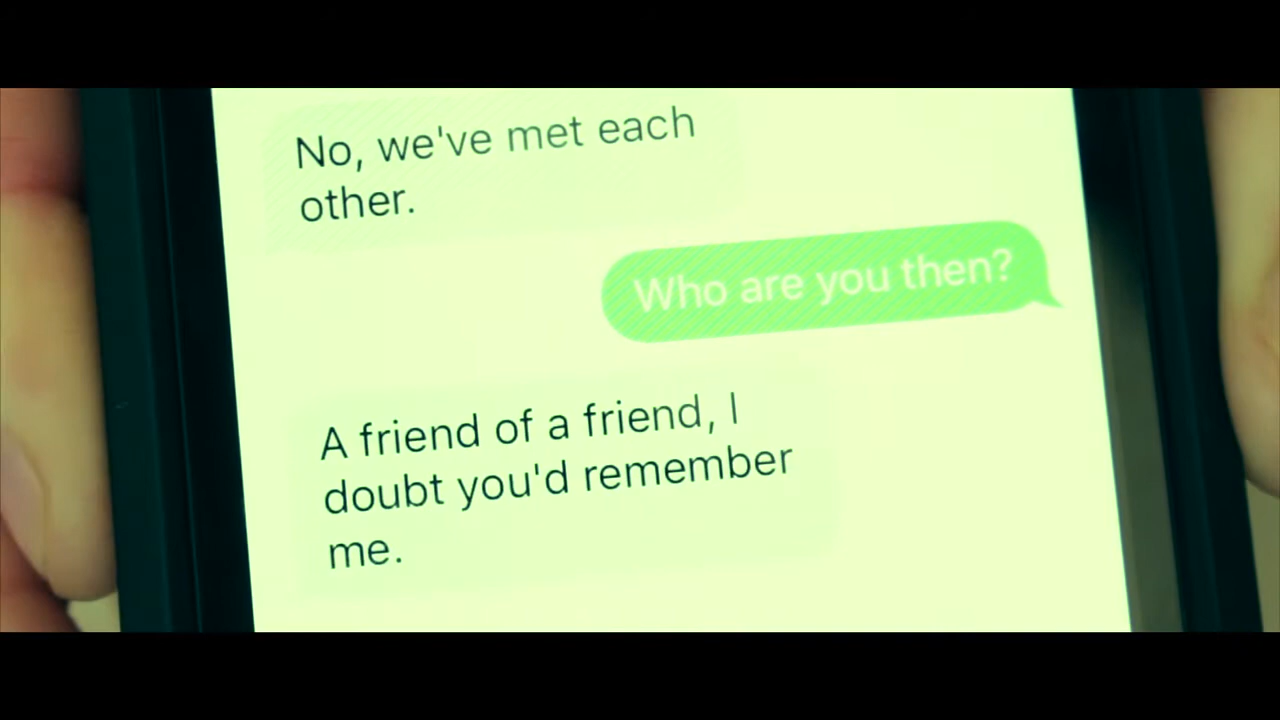 No, we've met each
other.
Who are you then?
A friend of a friend, I
doubt you'd remember
me.